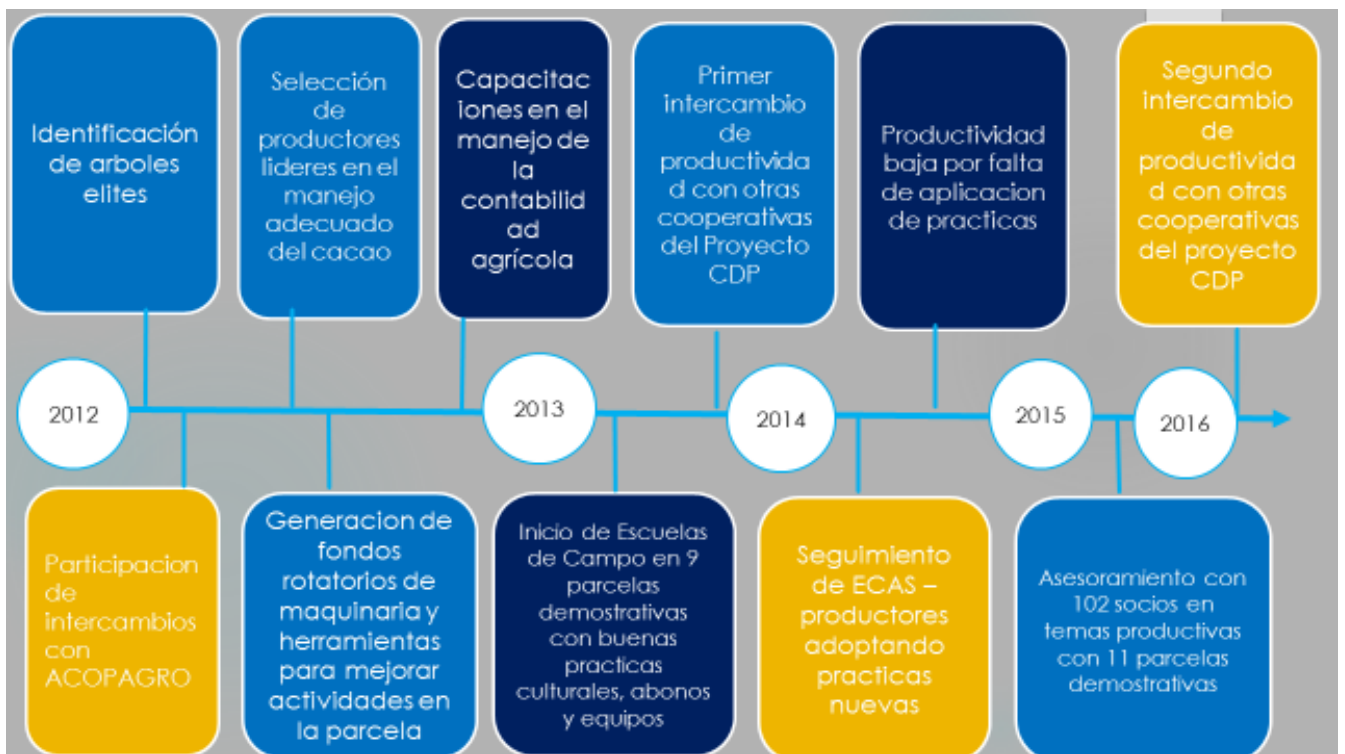 Identificación
de arboles
elites
Selección
de
productores
lideres en el
manejo
adecuado
del cacao
Capacitac
iones en el
manejo de
la
contabilid
ad
agrícola
Primer
intercambio
de
productivida
d con otras
cooperativas
del Proyecto
CDP
Productividad
baja por falta
de aplicacion
de practicas
Segundo
intercambio
de
productivida
d con otras
cooperativas
del proyecto
CDP
2012
2013
2014
2015
2016
Participacion
de
intercambios
con
ACOPAGRO
Generacion de
fondos
rotatorios de
maquinaria y
herramientas
para mejorar
actividades en
la parcela
Inicio de Escuelas
de Campo en 9
parcelas
demostrativas
con buenas
practicas
culturales, abonos
y equipos
Seguimiento
de ECAS –
productores
adoptando
practicas
nuevas
Asesoramiento con
102 socios en
temas productivas
con 11 parcelas
demostrativas